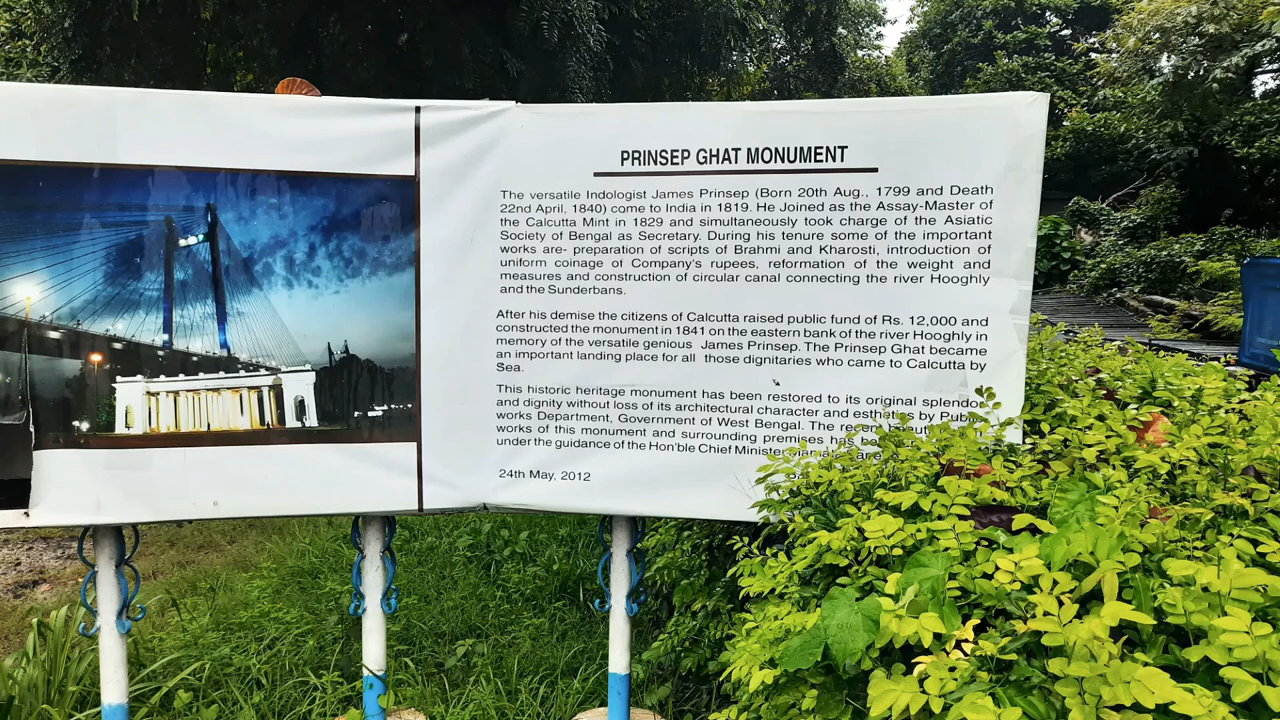 PRINSEP GHAT MONUMENT
The versatile Indologist James Prinsep (Born 20th Aug., 1799 and Death
22nd April, 1840) come to India in 1819. He Joined as the Assay-Master of
the Calcutta Mint in 1829 and simultaneously took charge of the Asiatic
Society of Bengal as Secretary. During his tenure some of the important
works are- preparation of scripts of Brahmi and Kharosti, introduction of
uniform coinage of Company's rupees, reformation of the weight and
measures and construction of circular canal connecting the river Hooghly
and the Sunderbans.
After his demise the citizens of Calcutta raised public fund of Rs. 12,000 and
constructed the monument in 1841 on the eastern bank of the river Hooghly in
memory of the versatile genious James Prinsep. The Prinsep Ghat became
an important landing place for all those dignitaries who came to Calcutta by
Sea.
This historic heritage monument has been restored to its original splendor
and dignity without loss of its architectural character and esthetics by
works Department, Government of West Bengal. The recent
works of this monument and surrounding premises has
under the guidance of the Hon'ble Chief Minister
24th May, 2012